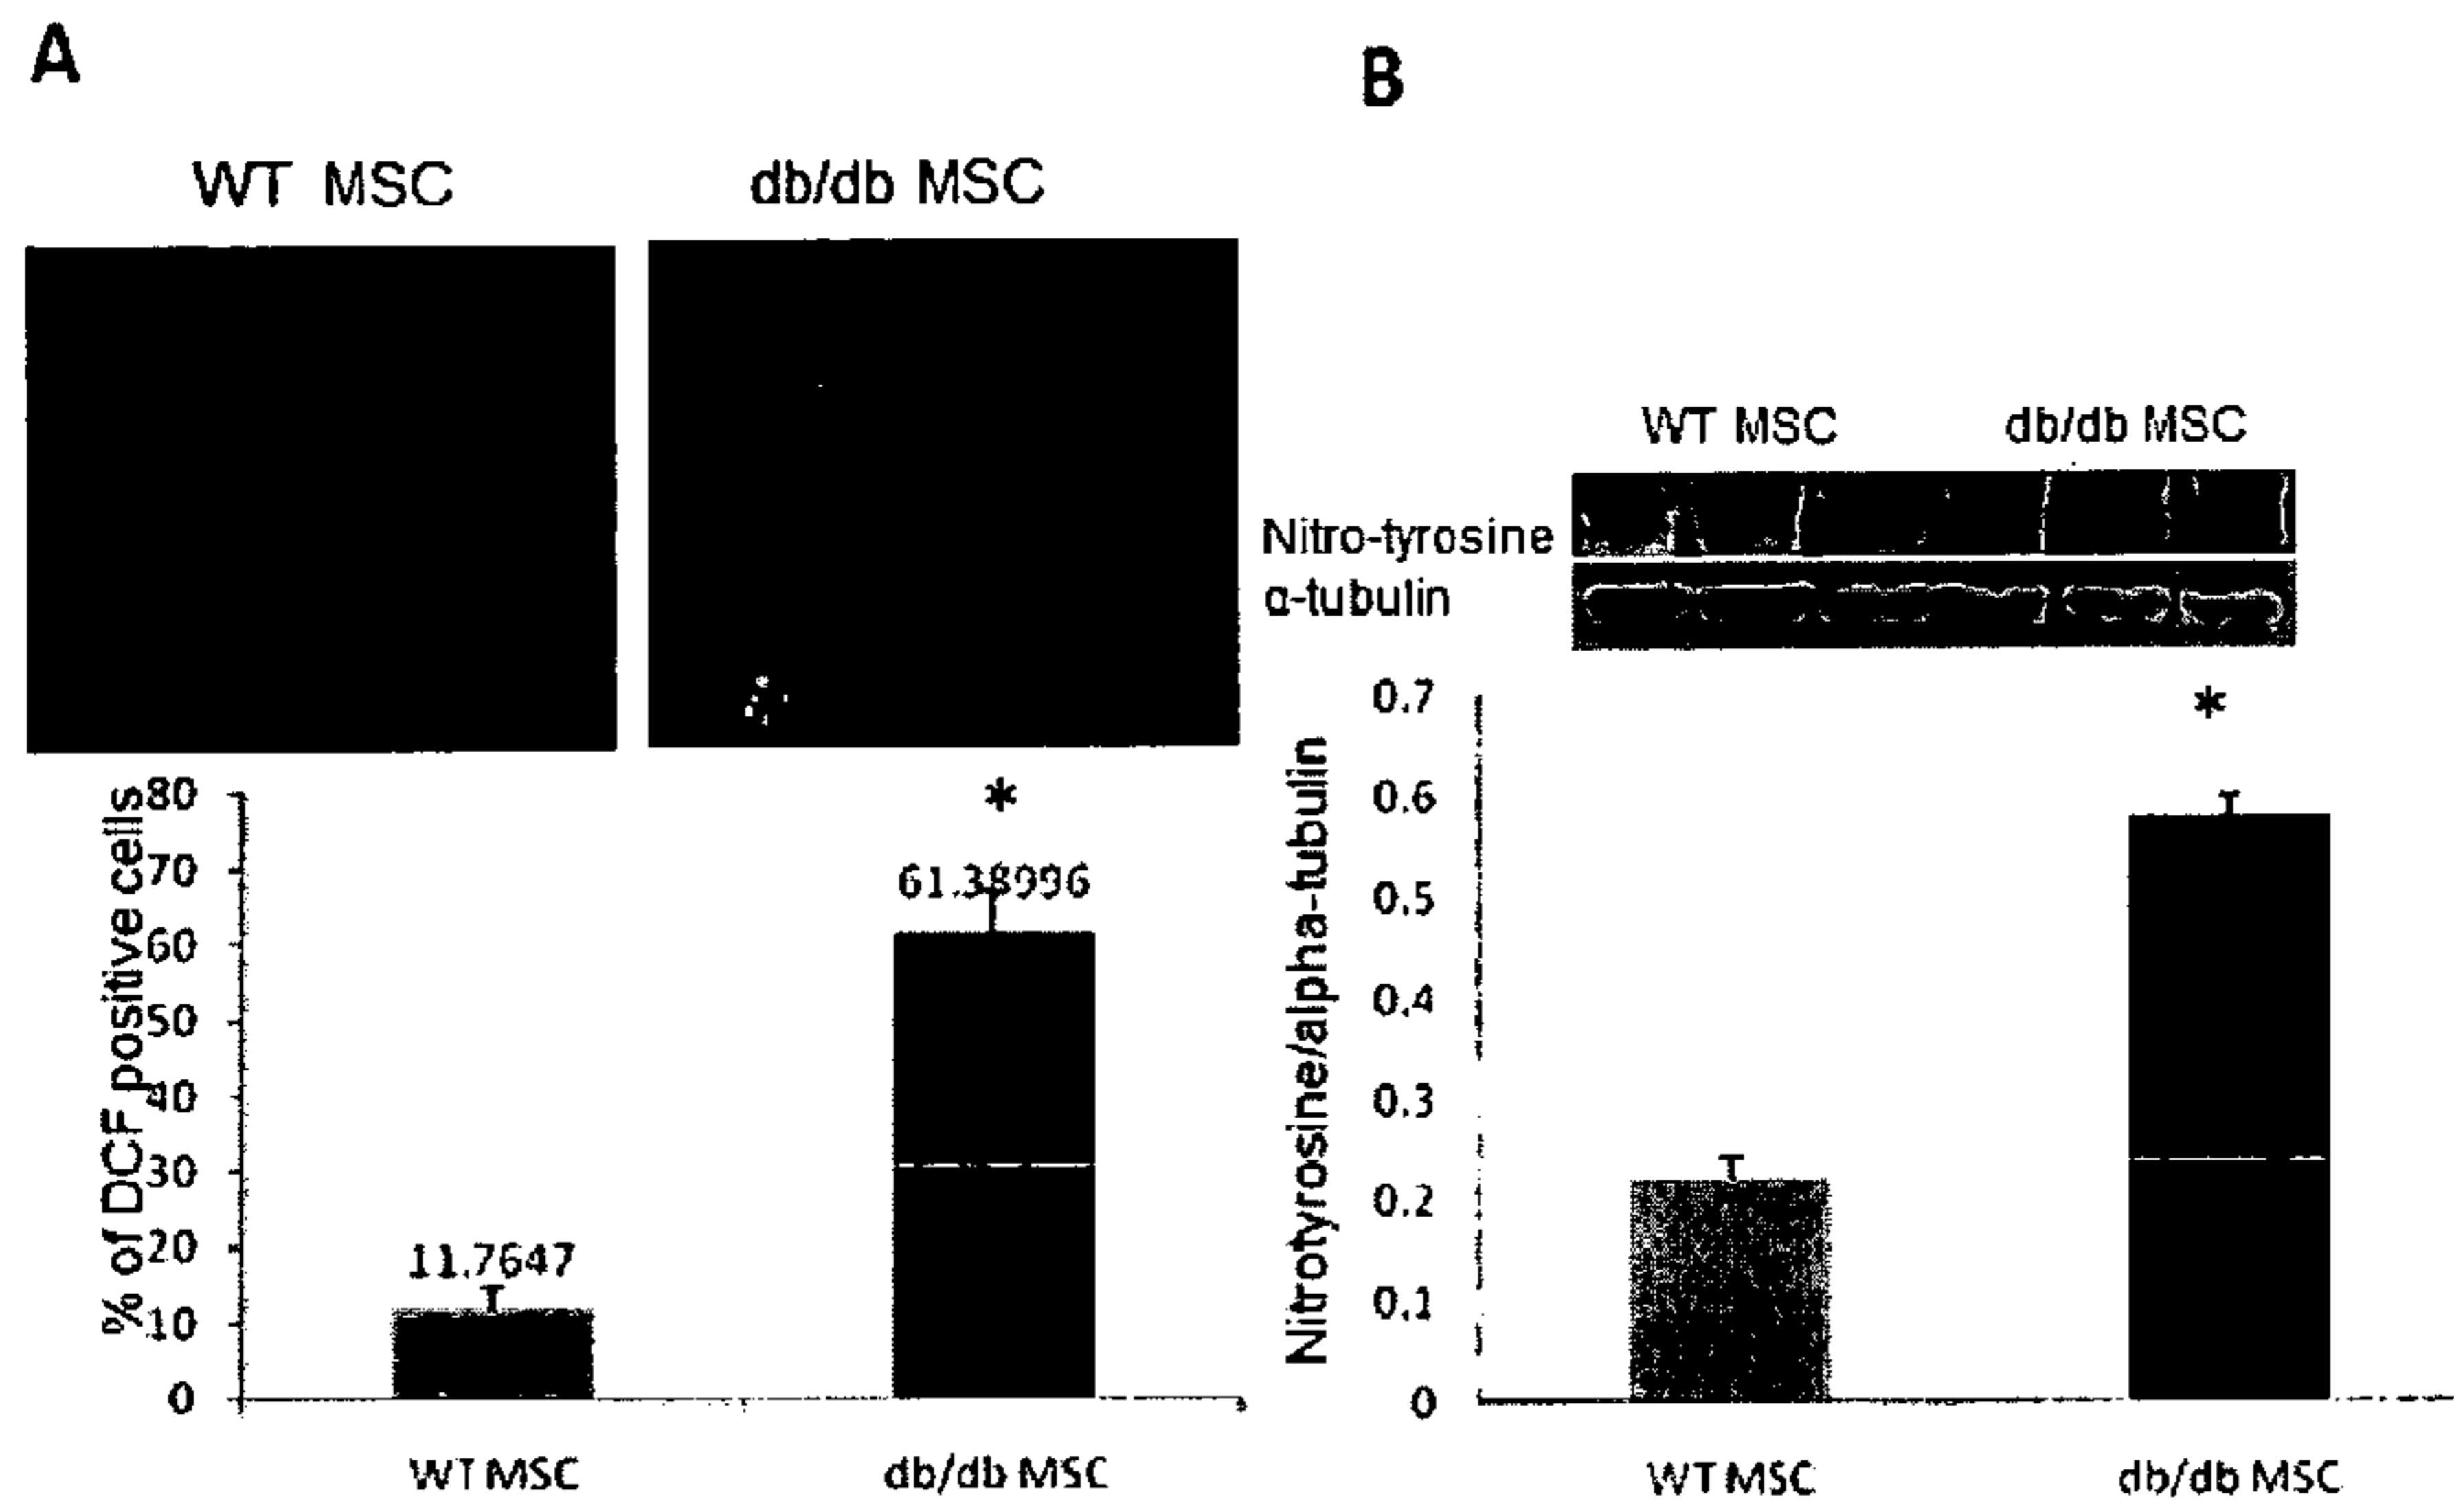 A
WT MSC
db/db MSC
% of DCF positive cells
80
70
60
50
40
30
20
10
0
*
61.38996
11.7647
WT MSC
db/db MSC
B
WT MSC
db/db MSC
Nitro-tyrosine
α-tubulin
Nitrotyrosine/alpha-tubulin
0.7
0.6
0.5
0.4
0.3
0.2
0.1
0
*
WT MSC
db/db MSC